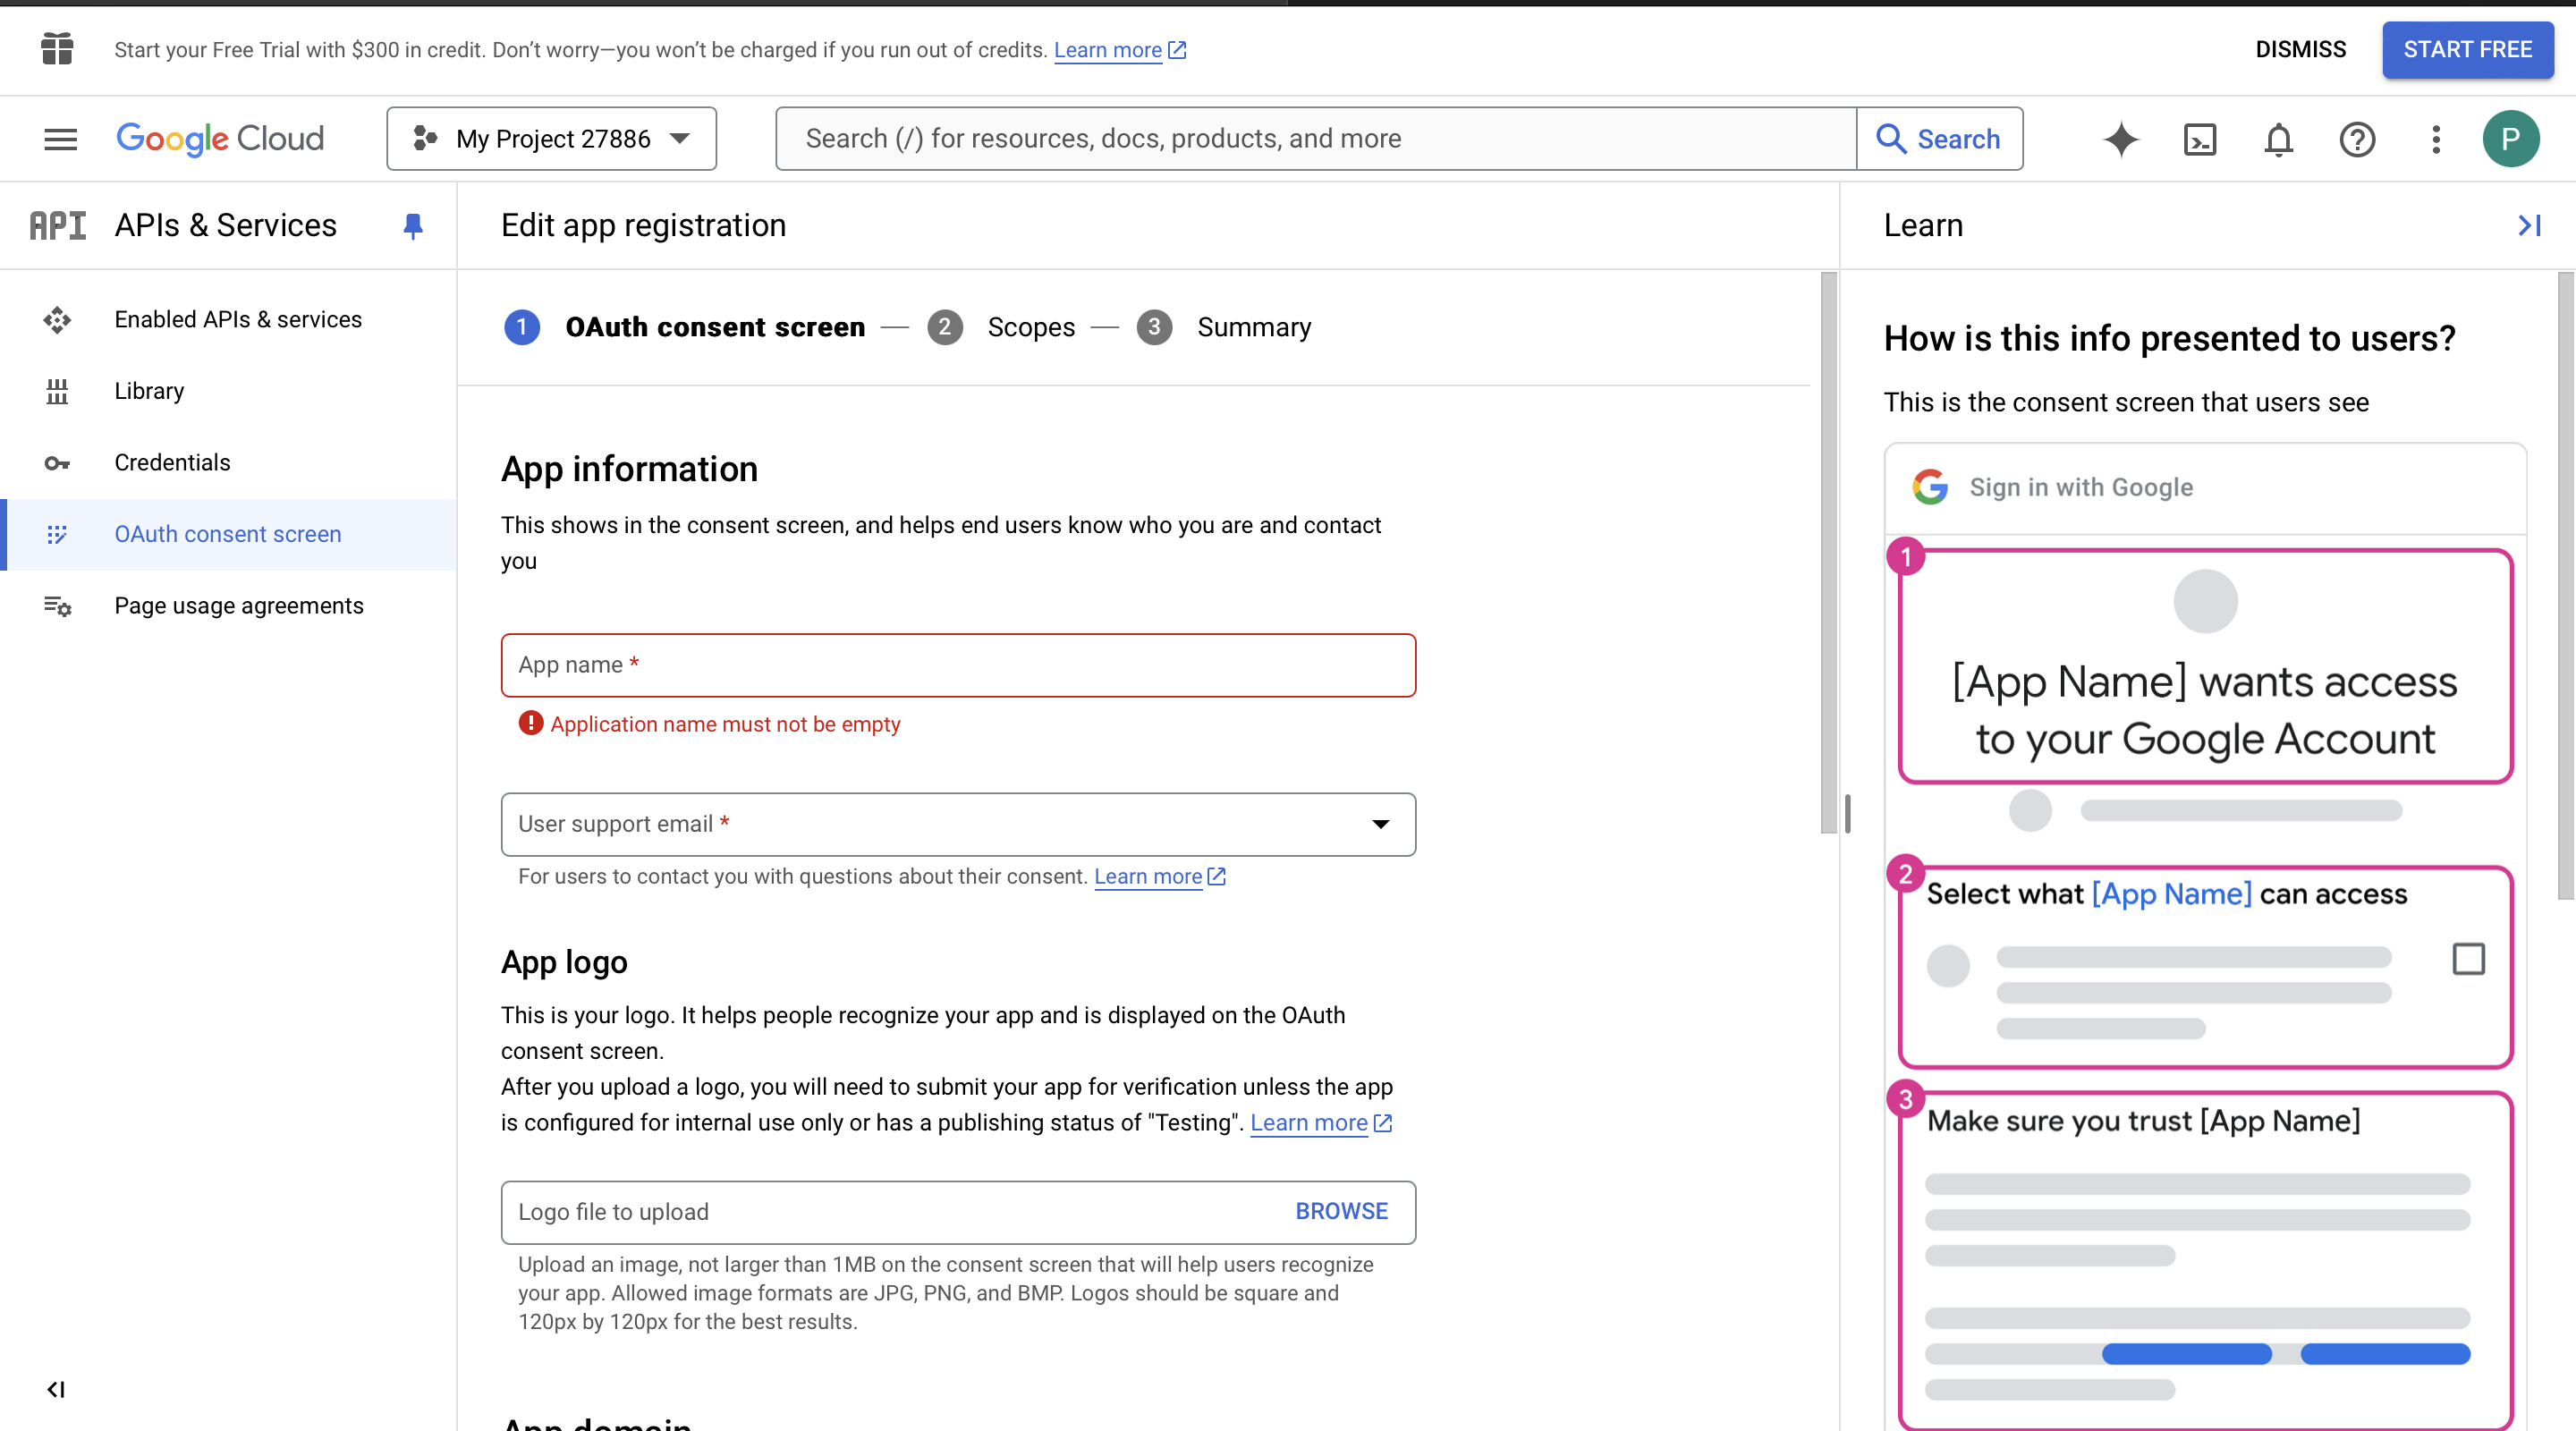 Start your Free Trial with $300 in credit. Don't worry—you won't be charged if you run out of credits. Learn more
DISMISS
START FREE
Google Cloud
My Project 27886
Search (/) for resources, docs, products, and more
Search
P
API APIs & Services
Enabled APIs & services
Library
Credentials
OAuth consent screen
Page usage agreements
Edit app registration
1 OAuth consent screen — 2 Scopes — 3 Summary
App information
This shows in the consent screen, and helps end users know who you are and contact
you
App name *
Application name must not be empty
User support email *
For users to contact you with questions about their consent. Learn more
App logo
This is your logo. It helps people recognize your app and is displayed on the OAuth
consent screen.
After you upload a logo, you will need to submit your app for verification unless the app
is configured for internal use only or has a publishing status of "Testing". Learn more
Logo file to upload
BROWSE
Upload an image, not larger than 1MB on the consent screen that will help users recognize
your app. Allowed image formats are JPG, PNG, and BMP. Logos should be square and
120px by 120px for the best results.
App domain
Learn
How is this info presented to users?
This is the consent screen that users see
Sign in with Google
1
[App Name] wants access
to your Google Account
2
Select what [App Name] can access
3
Make sure you trust [App Name]